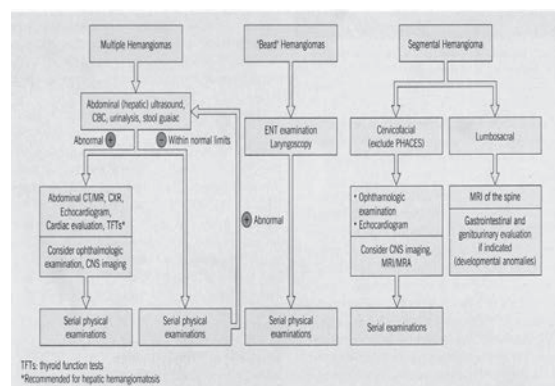 Multiple Hemangiomas
"Beard" Hemangiomas
Segmental Hemangioma
Abdominal (hepatic) ultrasound,
CBC, urinalysis, stool guaiac
Abnormal + - Within normal limits
ENT examination
Laryngoscopy
Cervicofacial
(exclude PHACES)
Lumbosacral
Abdominal CT/MR, CXR,
Echocardiogram,
Cardiac evaluation, TFTs*
Consider ophthalmologic
examination, CNS imaging
+ Abnormal
• Ophthamologic
examination
• Echocardiogram
Consider CNS imaging,
MRI/MRA
MRI of the spine
Gastrointestinal and
genitourinary evaluation
if indicated
(developmental anomalies)
Serial physical
examinations
Serial physical
examinations
Serial physical
examinations
Serial examinations
TFTs: thyroid function tests
*Recommended for hepatic hemangiomatosis